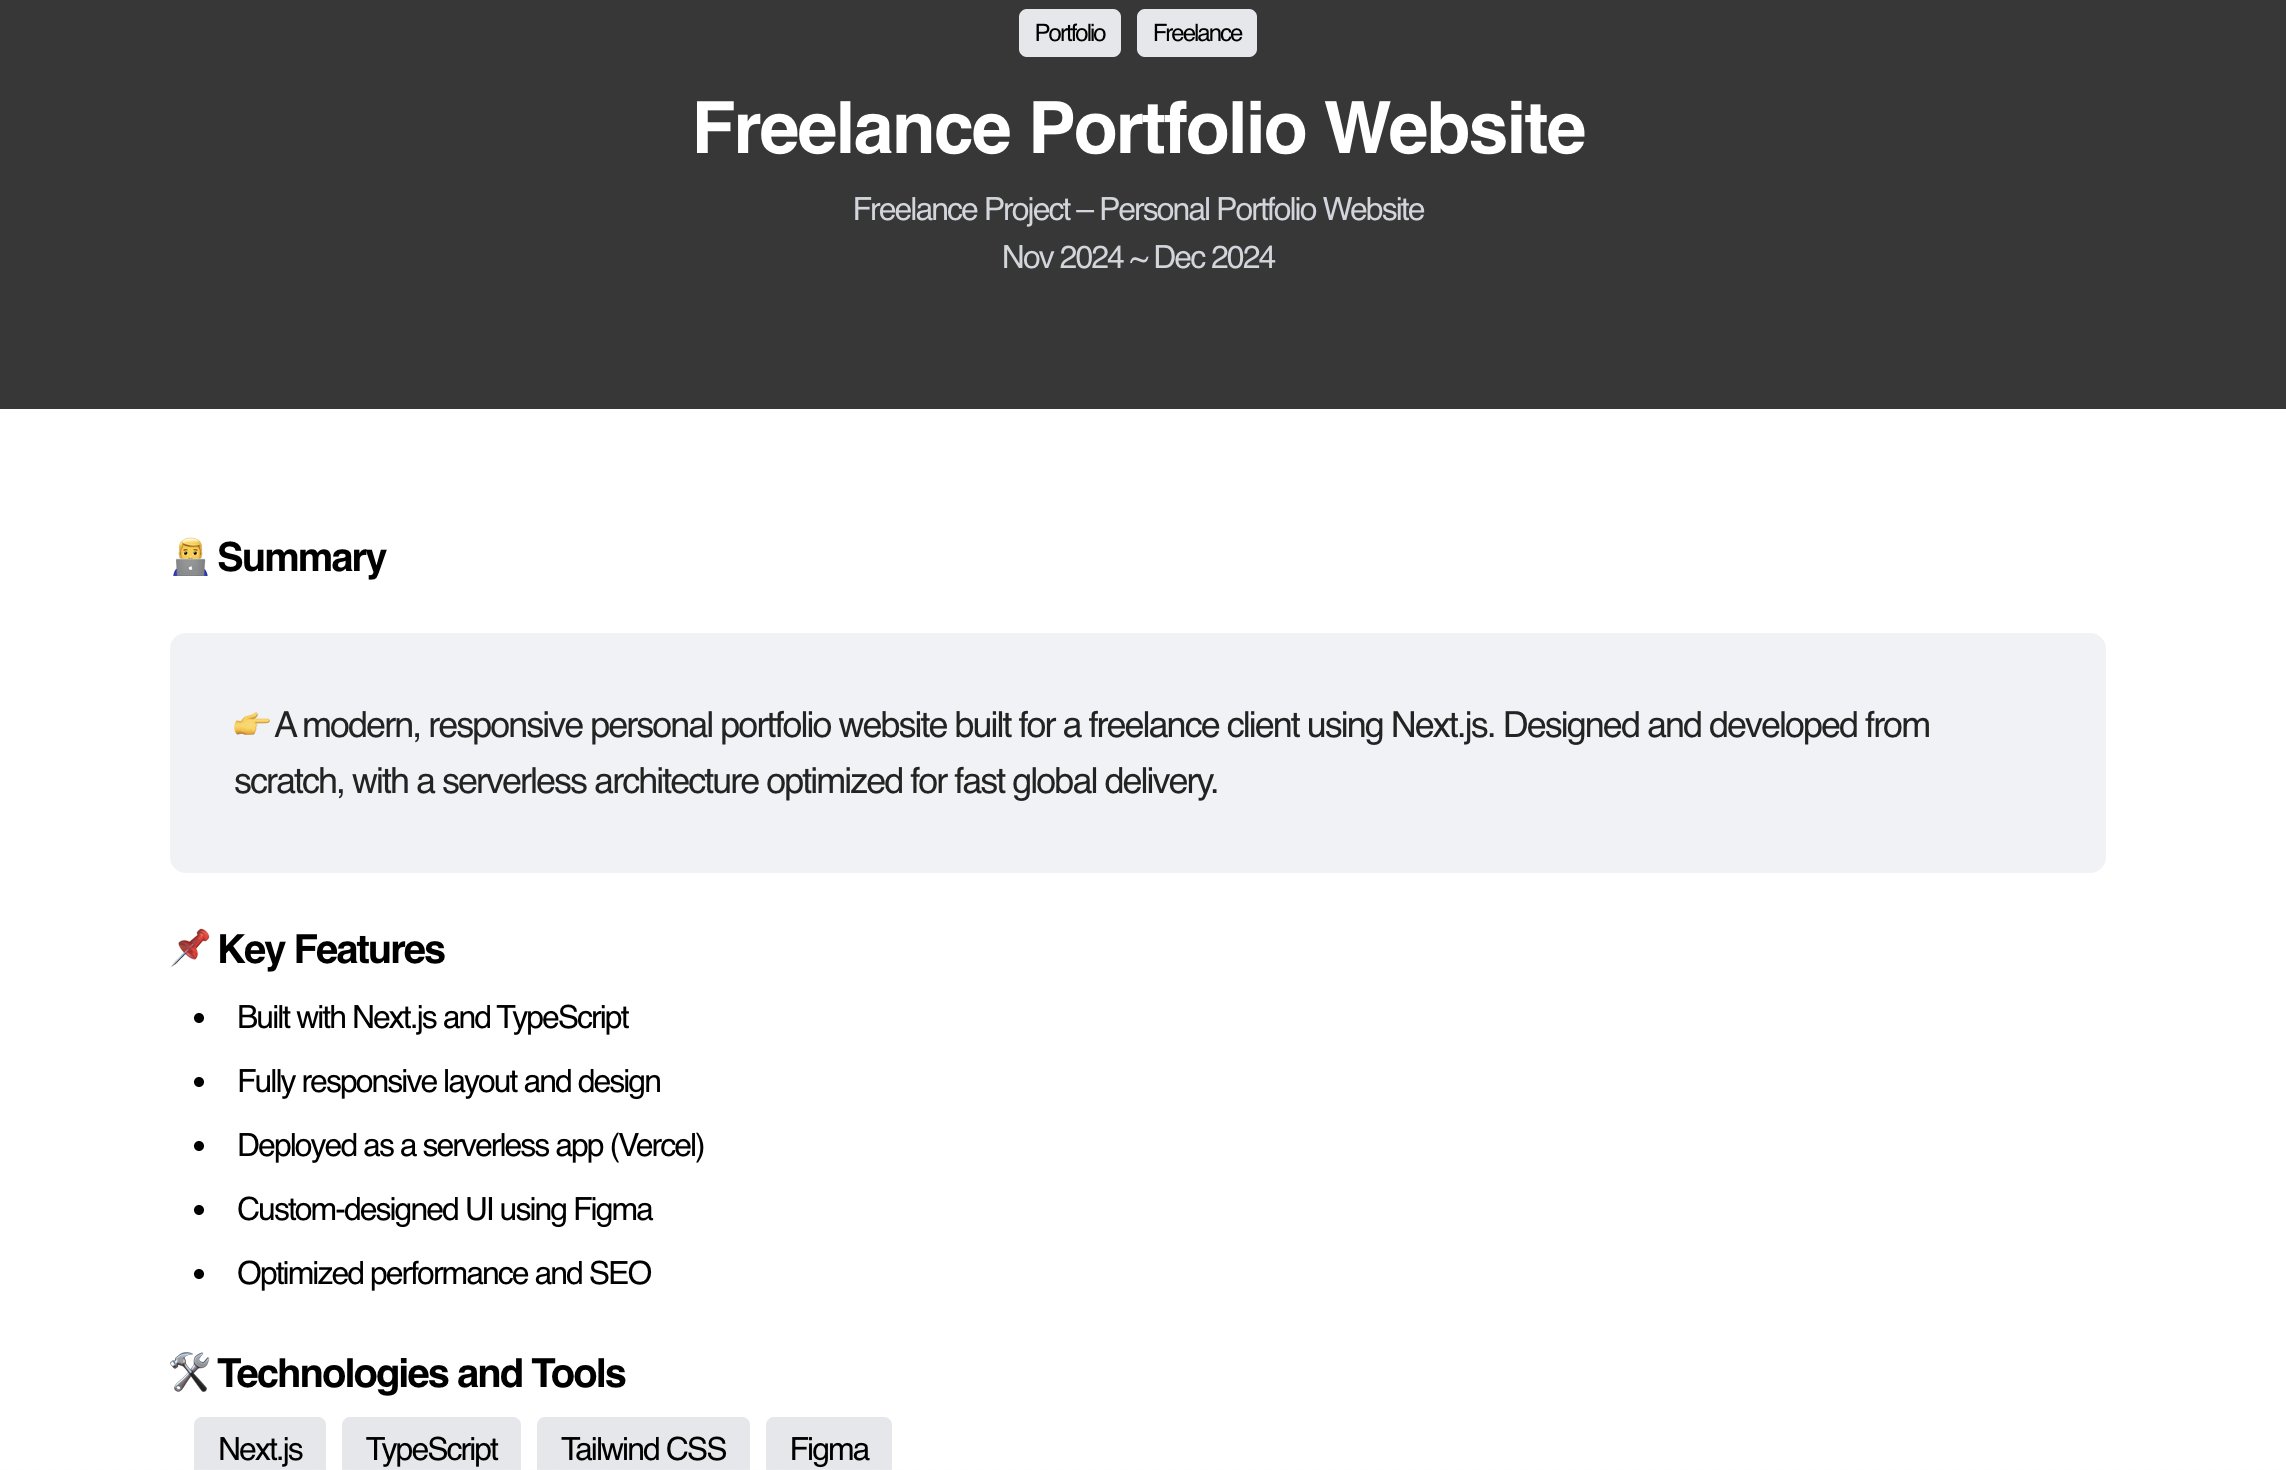 Portfolio Freelance
Freelance Portfolio Website
Freelance Project – Personal Portfolio Website
Nov 2024 ~ Dec 2024
👨‍💻 Summary
👉 A modern, responsive personal portfolio website built for a freelance client using Next.js. Designed and developed from
scratch, with a serverless architecture optimized for fast global delivery.
📌 Key Features
• Built with Next.js and TypeScript
• Fully responsive layout and design
• Deployed as a serverless app (Vercel)
• Custom-designed UI using Figma
• Optimized performance and SEO
🛠 Technologies and Tools
Next.js TypeScript Tailwind CSS Figma